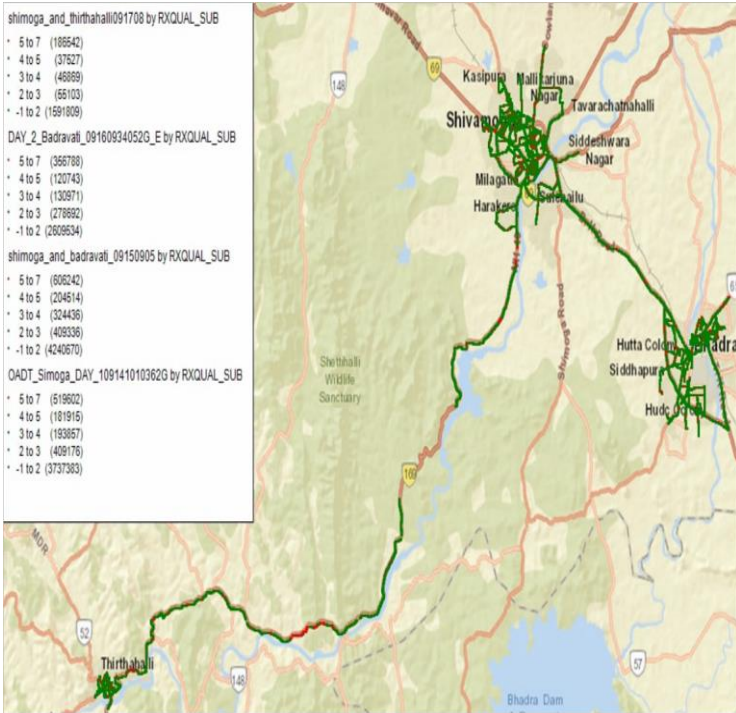 shimoga_and_thirthahalli091708 by RXQUAL_SUB
5 to 7 (186542)
4 to 5 (37527)
3 to 4 (46869)
2 to 3 (55103)
-1 to 2 (1591809)
DAY_2_Badravati_09160934052G_E by RXQUAL_SUB
5 to 7 (356788)
4 to 5 (120743)
3 to 4 (130971)
2 to 3 (278692)
-1 to 2 (2609534)
shimoga_and_badravati_09150905 by RXQUAL_SUB
5 to 7 (606242)
4 to 5 (204514)
3 to 4 (324436)
2 to 3 (409336)
-1 to 2 (4240670)
OADT_Simoga_DAY_109141010362G by RXQUAL_SUB
5 to 7 (519602)
4 to 5 (181915)
3 to 4 (193857)
2 to 3 (409176)
-1 to 2 (3737383)
Road
69
148
Kasipura
Mallikarjuna
Nagar
Tavarachatnahalli
Shivamo
Siddeshwara
Nagar
Milagatt
Harakere
Shimoga Road
Hutta Colony
Siddhapura
Shettihalli
Wildlife
Sanctuary
169
MDR
52
Thirthahalli
148
57
Bhadra Dam